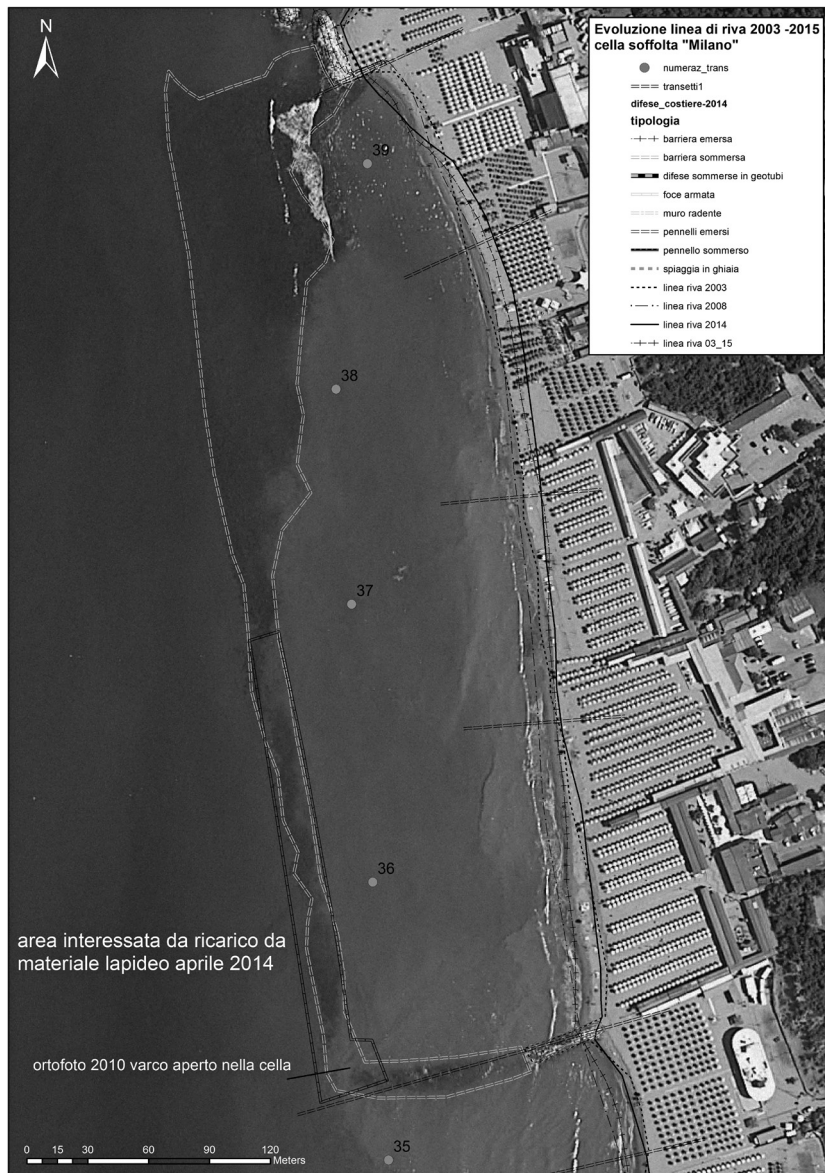 N
Evoluzione linea di riva 2003 -2015
cella soffolta "Milano"
numeraz_trans
transetti1
difese_costiere-2014
tipologia
barriera emersa
barriera sommersa
difese sommerse in geotubi
foce armata
muro radente
pennelli emersi
pennello sommerso
spiaggia in ghiaia
linea riva 2003
linea riva 2008
linea riva 2014
linea riva 03_15
39
38
37
36
area interessata da ricarico da
materiale lapideo aprile 2014
ortofoto 2010 varco aperto nella cella
35
0 15 30 60 90 120
Meters